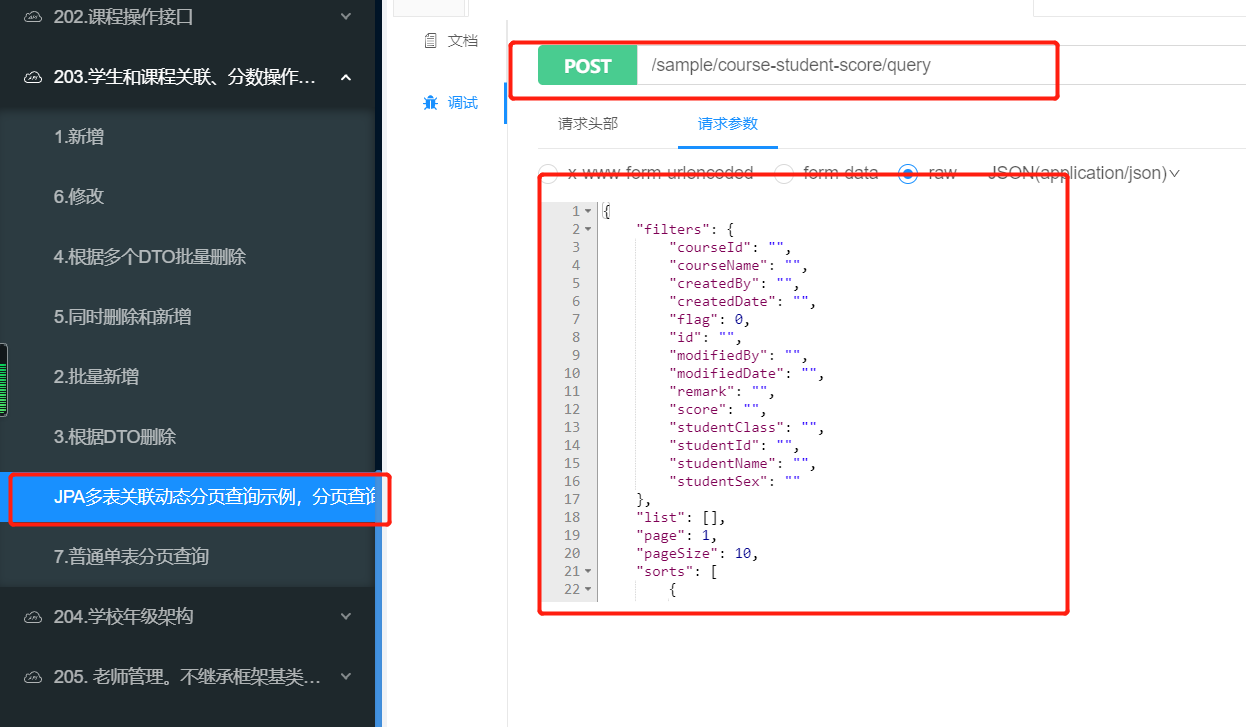 202.课程操作接口
203.学生和课程关联、分数操作...
1.新增
6.修改
4.根据多个DTO批量删除
5.同时删除和新增
2.批量新增
3.根据DTO删除
JPA多表关联动态分页查询示例，分页查询
7.普通单表分页查询
204.学校年级架构
205. 老师管理。不继承框架基类...
文档
调试
POST /sample/course-student-score/query
请求头部 请求参数
x-www-form-urlencoded form-data raw JSON(application/json)
1 {
2 "filters": {
3 "courseId": "",
4 "courseName": "",
5 "createdBy": "",
6 "createdDate": "",
7 "flag": 0,
8 "id": "",
9 "modifiedBy": "",
10 "modifiedDate": "",
11 "remark": "",
12 "score": "",
13 "studentClass": "",
14 "studentId": "",
15 "studentName": "",
16 "studentSex": ""
17 },
18 "list": [],
19 "page": 1,
20 "pageSize": 10,
21 "sorts": [
22 {